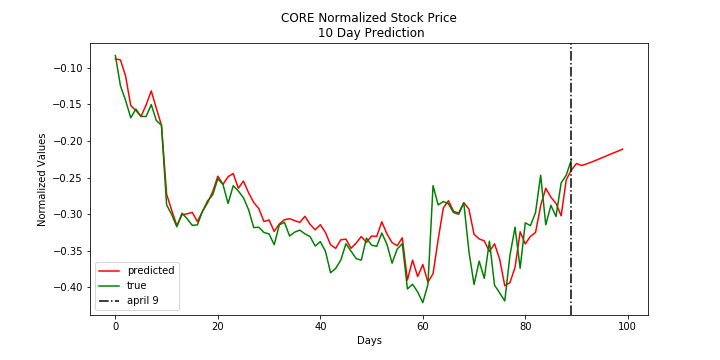 CORE Normalized Stock Price
10 Day Prediction
Normalized Values
−0.10
−0.15
−0.20
−0.25
−0.30
−0.35
−0.40
predicted
true
april 9
0
20
40
60
80
100
Days